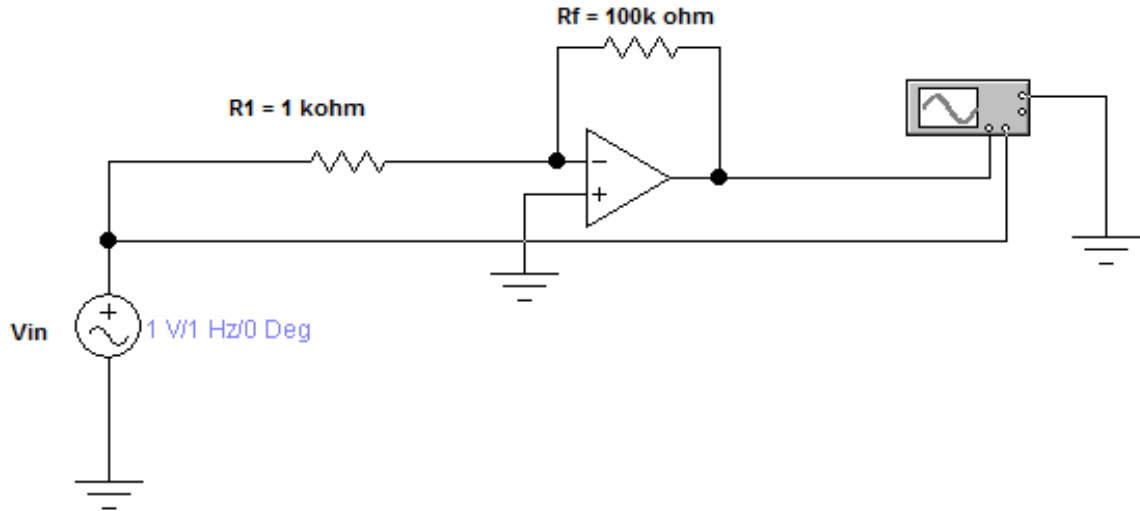 Rf = 100k ohm
R1 = 1 kohm
−
+
+
Vin
1 V/1 Hz/0 Deg